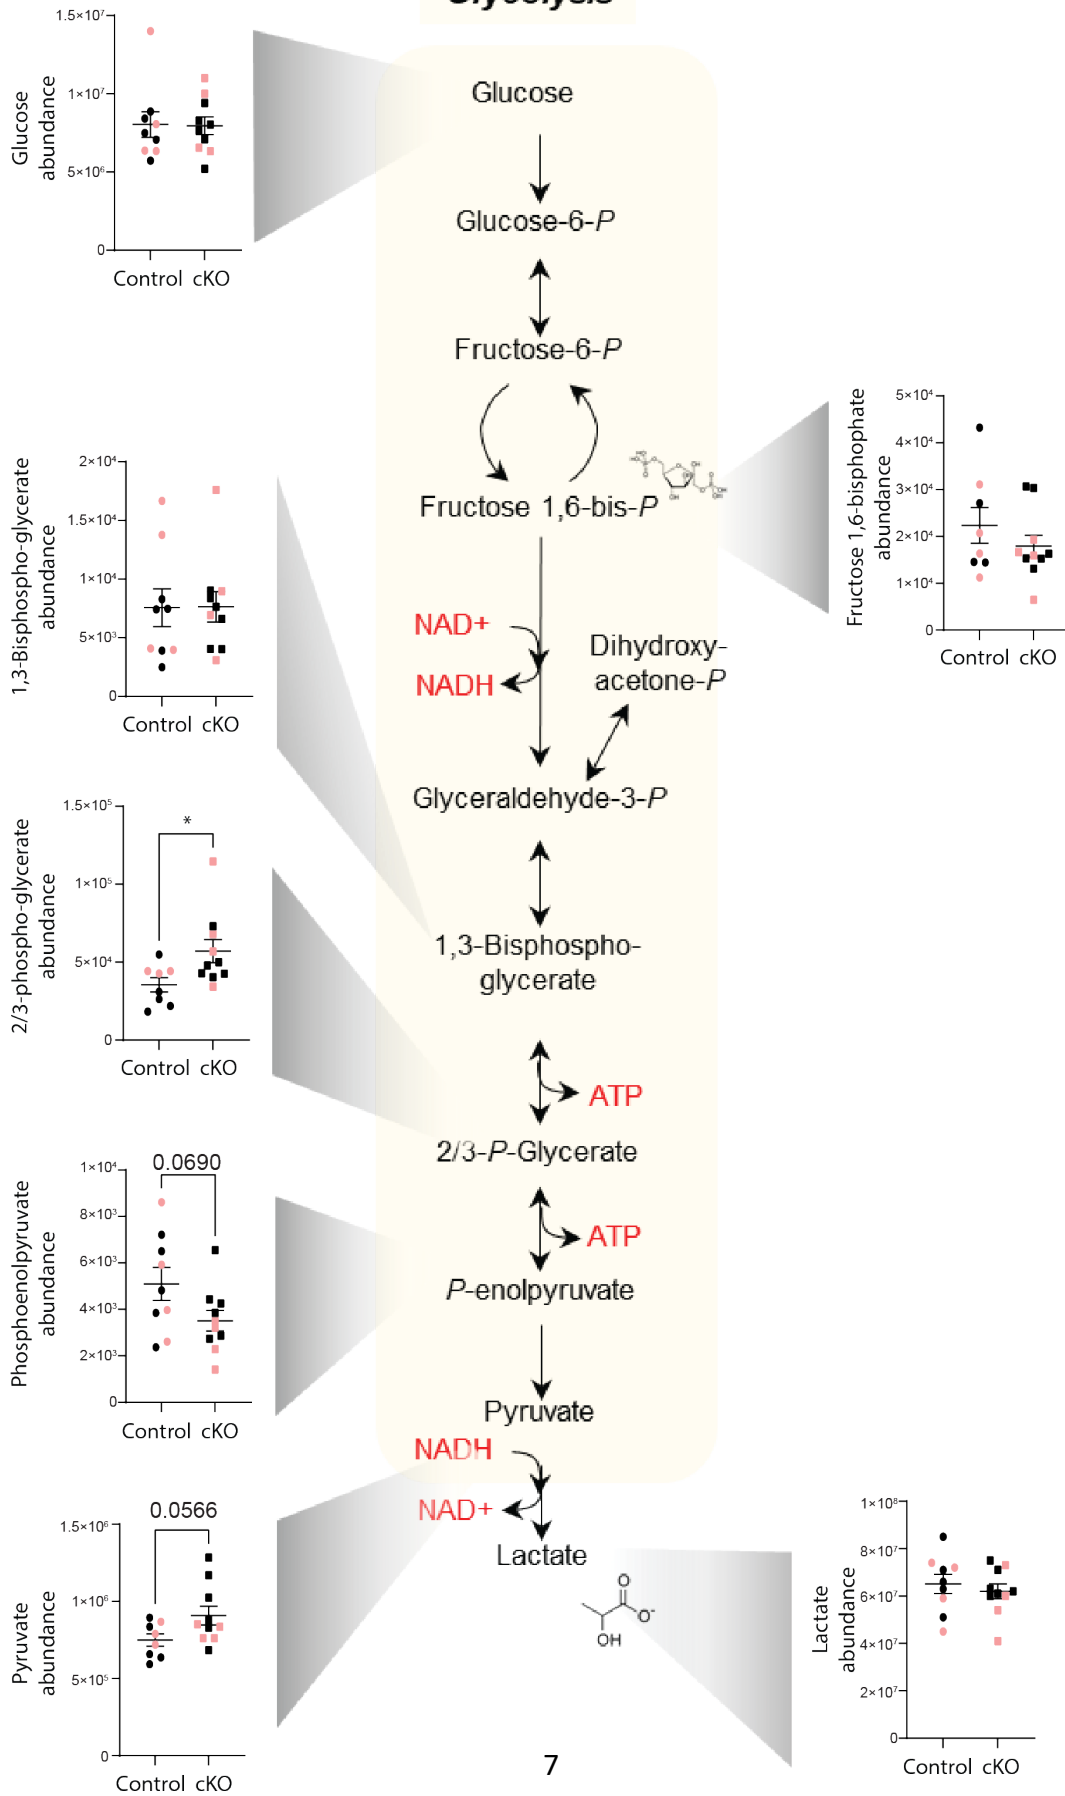 Glycolysis
1.5×10⁷
1×10⁷
5×10⁶
0
Glucose
abundance
Control cKO
Glucose
Glucose-6-P
Fructose-6-P
Fructose 1,6-bis-P
5×10⁴
4×10⁴
3×10⁴
2×10⁴
1×10⁴
0
Fructose 1,6-bisphophate
abundance
Control cKO
2×10⁴
1.5×10⁴
1×10⁴
5×10³
0
1,3-Bisphospho-glycerate
abundance
Control cKO
NAD+
NADH
Dihydroxy-
acetone-P
Glyceraldehyde-3-P
1.5×10⁵
1×10⁵
5×10⁴
0
*
2/3-phospho-glycerate
abundance
Control cKO
1,3-Bisphospho-
glycerate
ATP
2/3-P-Glycerate
ATP
P-enolpyruvate
0.0690
1×10⁴
8×10³
6×10³
4×10³
2×10³
0
Phosphoenolpyruvate
abundance
Control cKO
Pyruvate
NADH
NAD+
Lactate
O
O⁻
OH
0.0566
1.5×10⁶
1×10⁶
5×10⁵
0
Pyruvate
abundance
Control cKO
1×10⁸
8×10⁷
6×10⁷
4×10⁷
2×10⁷
0
Lactate
abundance
Control cKO
7